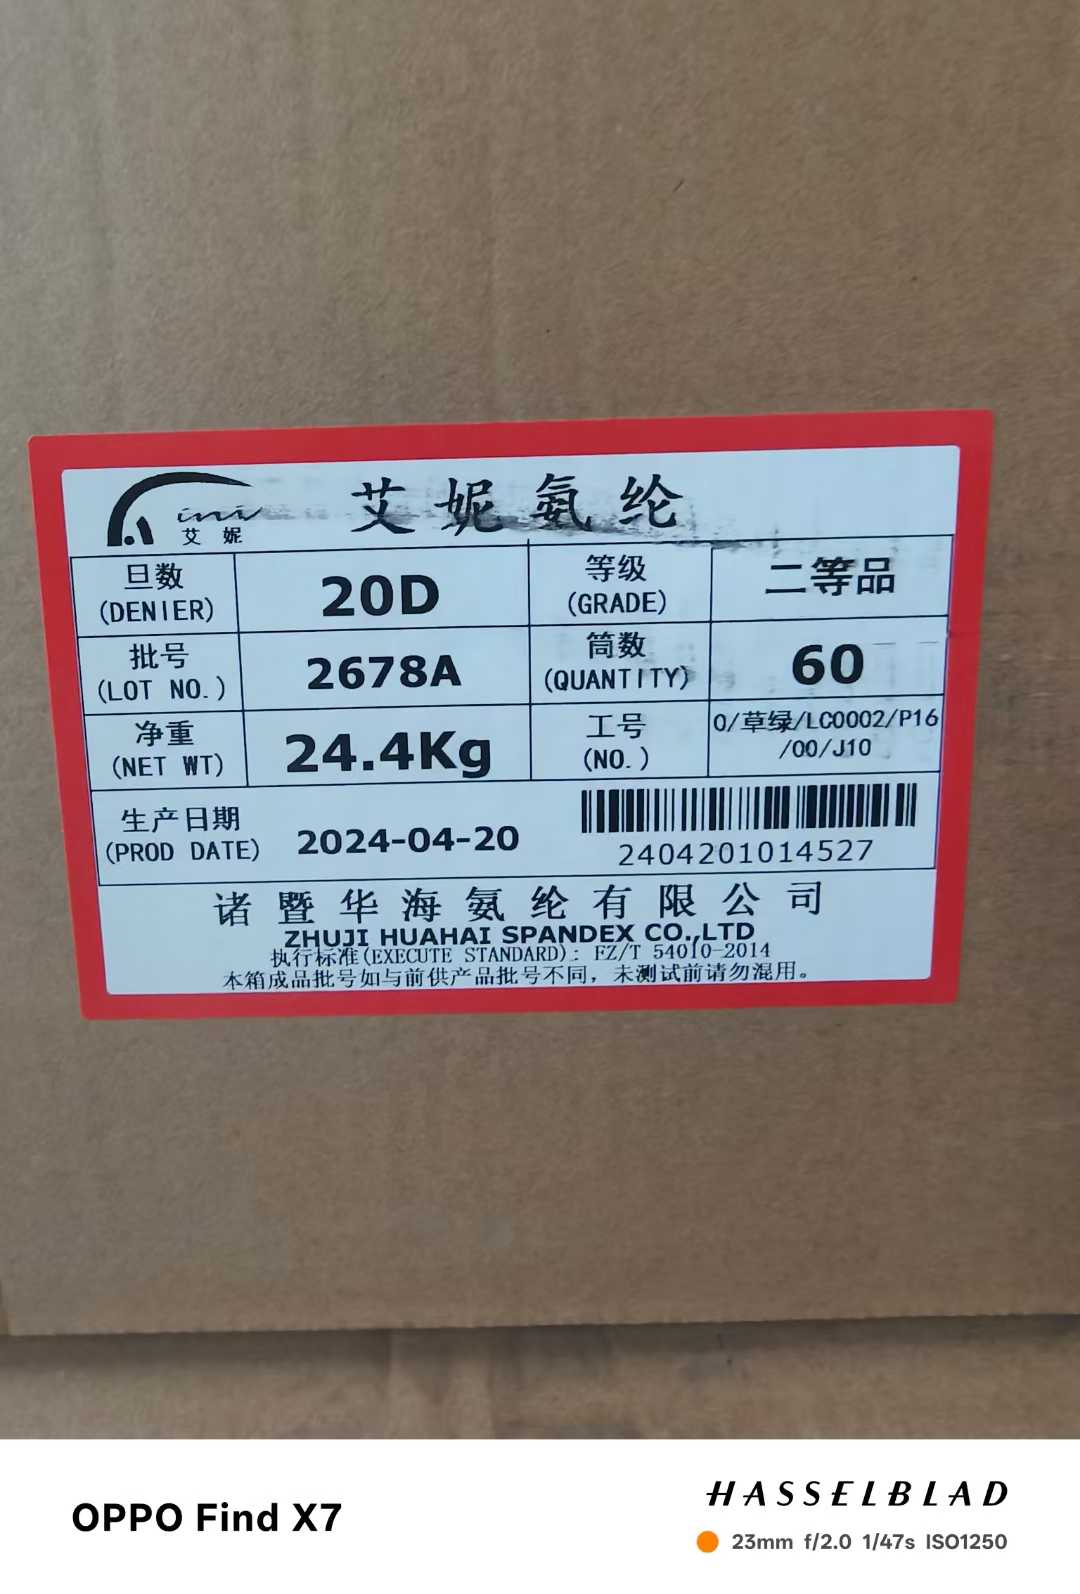 ini
艾妮
艾妮氨纶
旦数
(DENIER)
20D
等级
(GRADE)
二等品
批号
(LOT NO.)
2678A
筒数
(QUANTITY)
60
净重
(NET WT)
24.4Kg
工号
(NO.)
0/草绿/LC0002/P16
/00/J10
生产日期
(PROD DATE)
2024-04-20
2404201014527
诸暨华海氨纶有限公司
ZHUJI HUAHAI SPANDEX CO.,LTD
执行标准(EXECUTE STANDARD): FZ/T 54010-2014
本箱成品批号如与前供产品批号不同，未测试前请勿混用。
OPPO Find X7
HASSELBLAD
23mm f/2.0 1/47s ISO1250